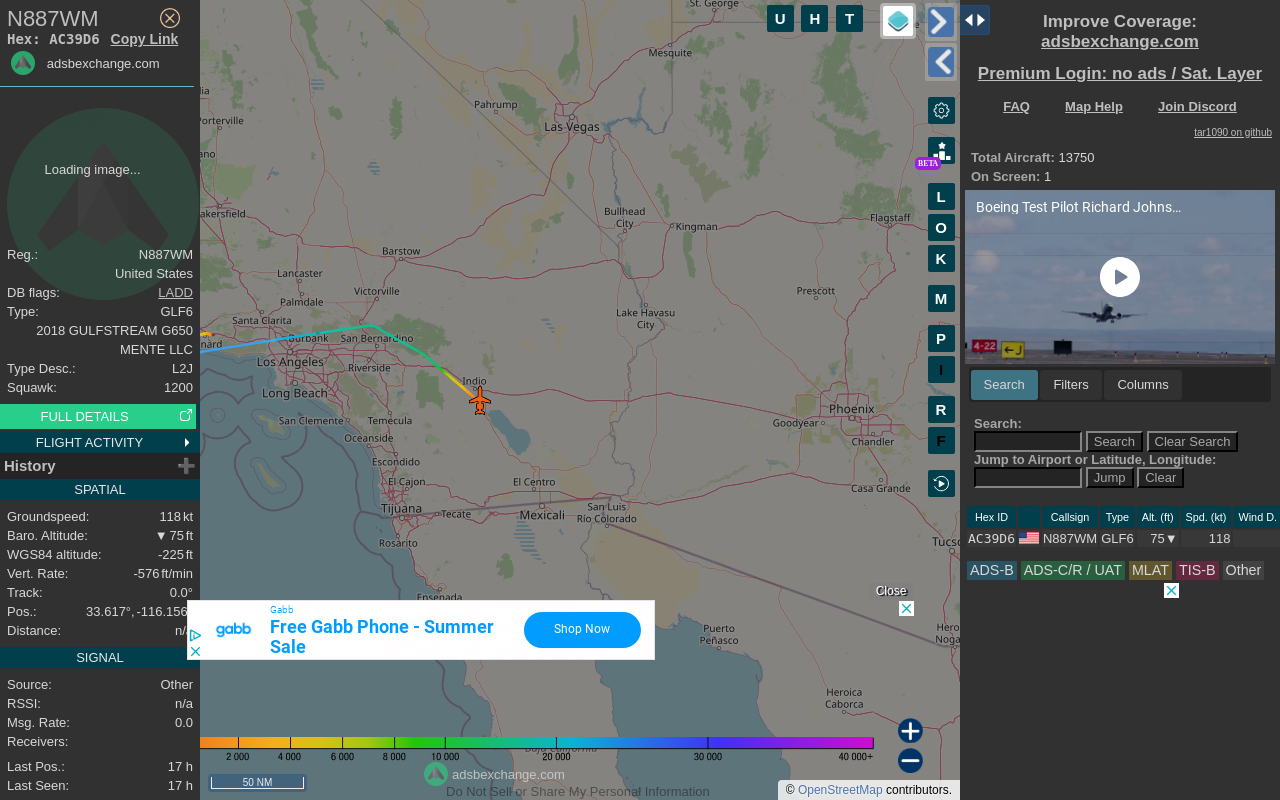 N887WM
Hex: AC39D6 Copy Link
adsbexchange.com
Loading image...
Reg.: N887WM
United States
DB flags: LADD
Type: GLF6
2018 GULFSTREAM G650
MENTE LLC
Type Desc.: L2J
Squawk: 1200
FULL DETAILS
FLIGHT ACTIVITY
History
SPATIAL
Groundspeed: 118 kt
Baro. Altitude: ▼ 75 ft
WGS84 altitude: -225 ft
Vert. Rate: -576 ft/min
Track: 0.0°
Pos.: 33.617°, -116.156
Distance: n/a
SIGNAL
Source: Other
RSSI: n/a
Msg. Rate: 0.0
Receivers:
Last Pos.: 17 h
Last Seen: 17 h
U H T
St. George
Mesquite
Pahrump
Las Vegas
lia
Porterville
ano
akersfield
Bullhead
City
Kingman
Flagstaff
Barstow
Lancaster
Victorville
Palmdale
Prescott
Lake Havasu
City
Santa Clarita
nard
Burbank
San Bernardino
Los Angeles
Riverside
Indio
Long Beach
Phoenix
San Clemente
Temecula
Goodyear
Oceanside
Chandler
Escondido
El Cajon
El Centro
Casa Grande
Tijuana
Tecate
Mexicali
San Luis
Río Colorado
Rosarito
Tucso
Ensenada
Puerto
Peñasco
Hero
Noga
Heroica
Caborca
Baja California
BETA
L
O
K
M
P
I
R
F
Close
Gabb
gabb
Free Gabb Phone - Summer
Sale
Shop Now
2 000 4 000 6 000 8 000 10 000 20 000 30 000 40 000+
50 NM
adsbexchange.com
Do Not Sell or Share My Personal Information
© OpenStreetMap contributors.
Improve Coverage:
adsbexchange.com
Premium Login: no ads / Sat. Layer
FAQ Map Help Join Discord
tar1090 on github
Total Aircraft: 13750
On Screen: 1
Boeing Test Pilot Richard Johns...
4-22
Search Filters Columns
Search:
Search Clear Search
Jump to Airport or Latitude, Longitude:
Jump Clear
Hex ID Callsign Type Alt. (ft) Spd. (kt) Wind D.
AC39D6 N887WM GLF6 75▼ 118
ADS-B ADS-C/R / UAT MLAT TIS-B Other